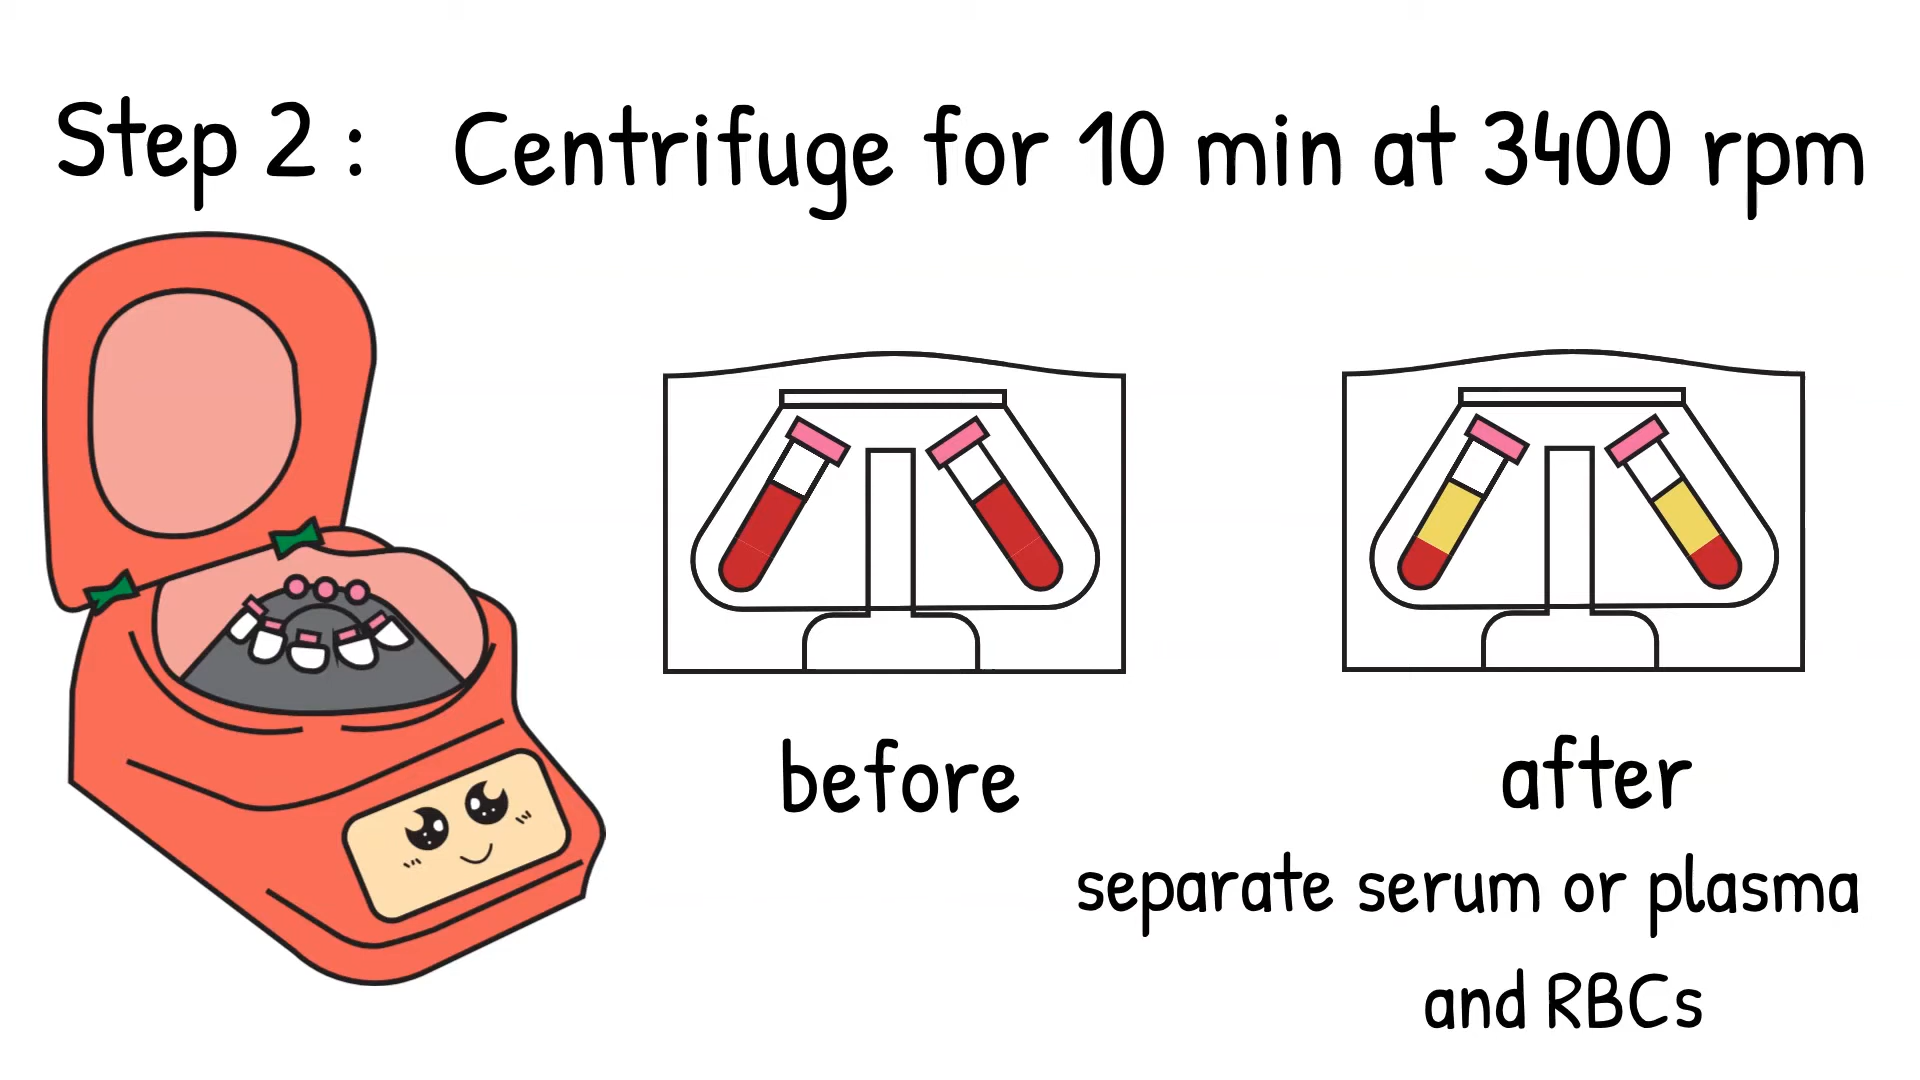 Step 2 : Centrifuge for 10 min at 3400 rpm
before
after
separate serum or plasma
and RBCs